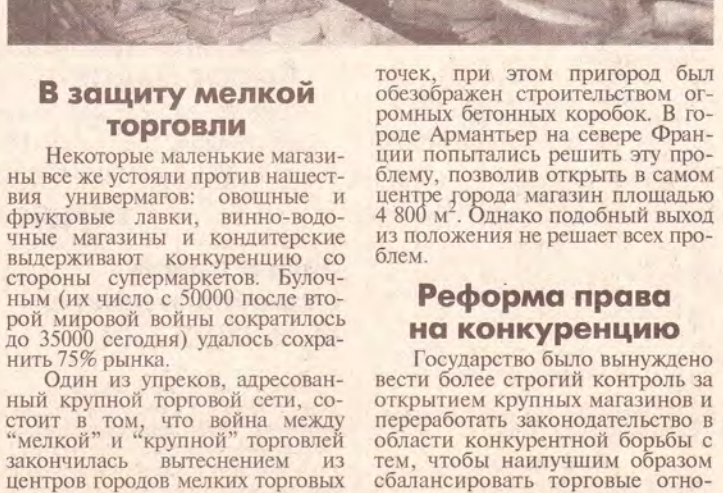 В защиту мелкой
торговли
Некоторые маленькие магази-
ны все же устояли против нашест-
вия универмагов: овощные и
фруктовые лавки, винно-водо-
чные магазины и кондитерские
выдерживают конкуренцию со
стороны супермаркетов. Булоч-
ным (их число с 50000 после вто-
рой мировой войны сократилось
до 35000 сегодня) удалось сохра-
нить 75% рынка.
Один из упреков, адресован-
ный крупной торговой сети, со-
стоит в том, что война между
“мелкой” и “крупной” торговлей
закончилась вытеснением из
центров городов мелких торговых
точек, при этом пригород был
обезображен строительством ог-
ромных бетонных коробок. В го-
роде Армантьер на севере Фран-
ции попытались решить эту про-
блему, позволив открыть в самом
центре города магазин площадью
4 800 м². Однако подобный выход
из положения не решает всех про-
блем.
Реформа права
на конкуренцию
Государство было вынуждено
вести более строгий контроль за
открытием крупных магазинов и
переработать законодательство в
области конкурентной борьбы с
тем, чтобы наилучшим образом
сбалансировать торговые отно-